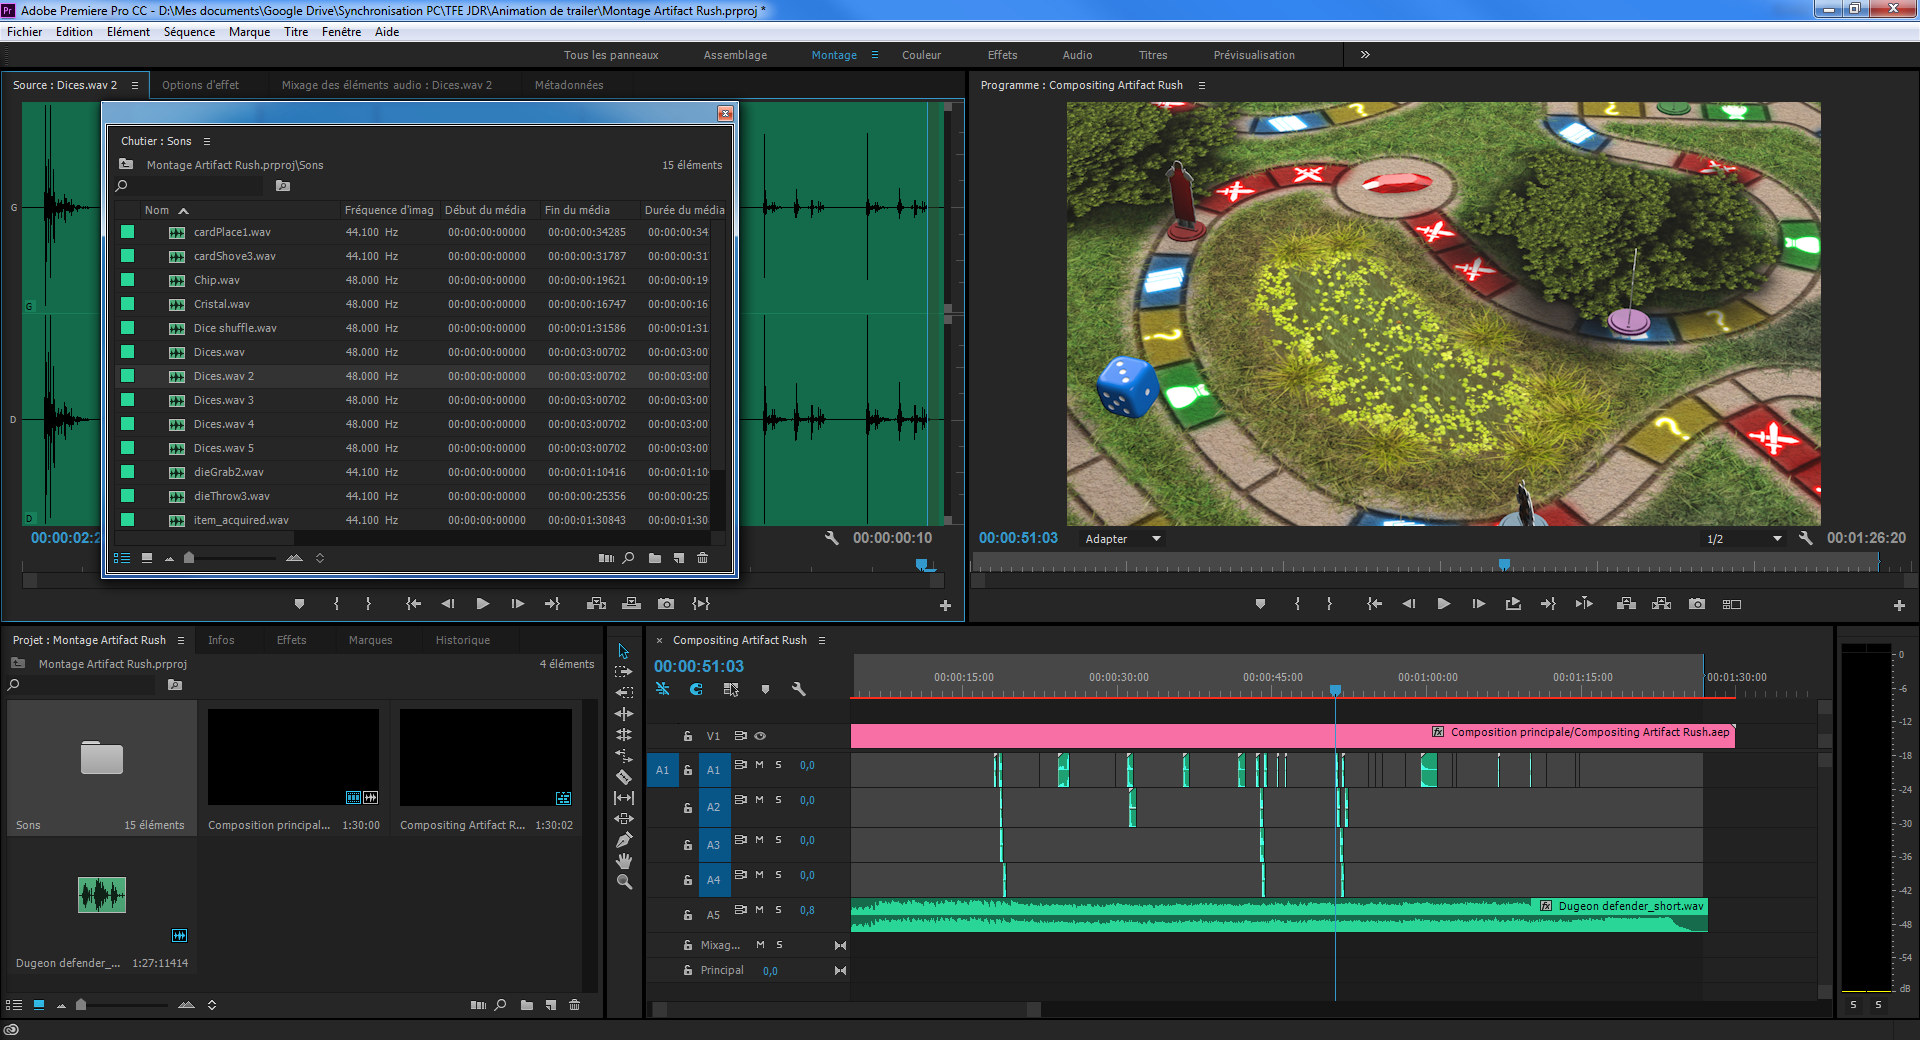 Adobe Premiere Pro CC - D:\Mes documents\Google Drive\Synchronisation PC\TFE JDR\Animation de trailer\Montage Artifact Rush.prproj *
Fichier Edition Elément Séquence Marque Titre Fenêtre Aide
Tous les panneaux Assemblage Montage Couleur Effets Audio Titres Prévisualisation
Source : Dices.wav 2 Options d'effet Mixage des éléments audio : Dices.wav 2 Métadonnées
Programme : Compositing Artifact Rush
Chutier : Sons
Montage Artifact Rush.prproj\Sons 15 éléments
Nom Fréquence d'imag Début du média Fin du média Durée du média
cardPlace1.wav 44.100 Hz 00:00:00:00000 00:00:00:34285 00:00:00:34
cardShove3.wav 44.100 Hz 00:00:00:00000 00:00:00:31787 00:00:00:31
Chip.wav 48.000 Hz 00:00:00:00000 00:00:00:19621 00:00:00:19
Cristal.wav 48.000 Hz 00:00:00:00000 00:00:00:16747 00:00:00:16
Dice shuffle.wav 48.000 Hz 00:00:00:00000 00:00:01:31586 00:00:01:31
Dices.wav 48.000 Hz 00:00:00:00000 00:00:03:00702 00:00:03:00
Dices.wav 2 48.000 Hz 00:00:00:00000 00:00:03:00702 00:00:03:00
Dices.wav 3 48.000 Hz 00:00:00:00000 00:00:03:00702 00:00:03:00
Dices.wav 4 48.000 Hz 00:00:00:00000 00:00:03:00702 00:00:03:00
Dices.wav 5 48.000 Hz 00:00:00:00000 00:00:03:00702 00:00:03:00
dieGrab2.wav 44.100 Hz 00:00:00:00000 00:00:01:10416 00:00:01:10
dieThrow3.wav 44.100 Hz 00:00:00:00000 00:00:00:25356 00:00:00:25
item_acquired.wav 44.100 Hz 00:00:00:00000 00:00:01:30843 00:00:01:30
G
G
D
D
00:00:02:2 00:00:00:10
00:00:51:03 Adapter 1/2 00:01:26:20
Projet : Montage Artifact Rush Infos Effets Marques Historique
Montage Artifact Rush.prproj 4 éléments
Sons 15 éléments
Composition principal... 1:30:00
Compositing Artifact R... 1:30:02
Dugeon defender_... 1:27:11414
× Compositing Artifact Rush
00:00:51:03
00:00:15:00 00:00:30:00 00:00:45:00 00:01:00:00 00:01:15:00 00:01:30:00
V1 fx Composition principale/Compositing Artifact Rush.aep
A1 A1 M S 0,0
A2 M S 0,0
A3 M S 0,0
A4 M S 0,0
A5 M S 0,8 fx Dugeon defender_short.wav
Mixag... M S
Principal 0,0
0
-6
-12
-18
-24
-30
-36
-42
-48
-54
dB
S S